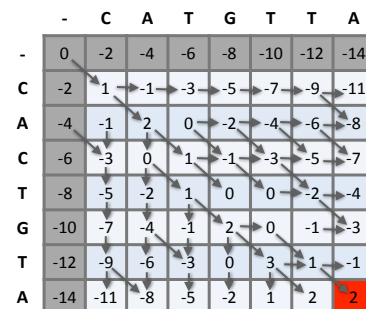 - C A T G T T A
- 0 -2 -4 -6 -8 -10 -12 -14
C -2 1 -1 -3 -5 -7 -9 -11
A -4 -1 2 0 -2 -4 -6 -8
C -6 -3 0 1 -1 -3 -5 -7
T -8 -5 -2 1 0 0 -2 -4
G -10 -7 -4 -1 2 0 -1 -3
T -12 -9 -6 -3 0 3 1 -1
A -14 -11 -8 -5 -2 1 2 2